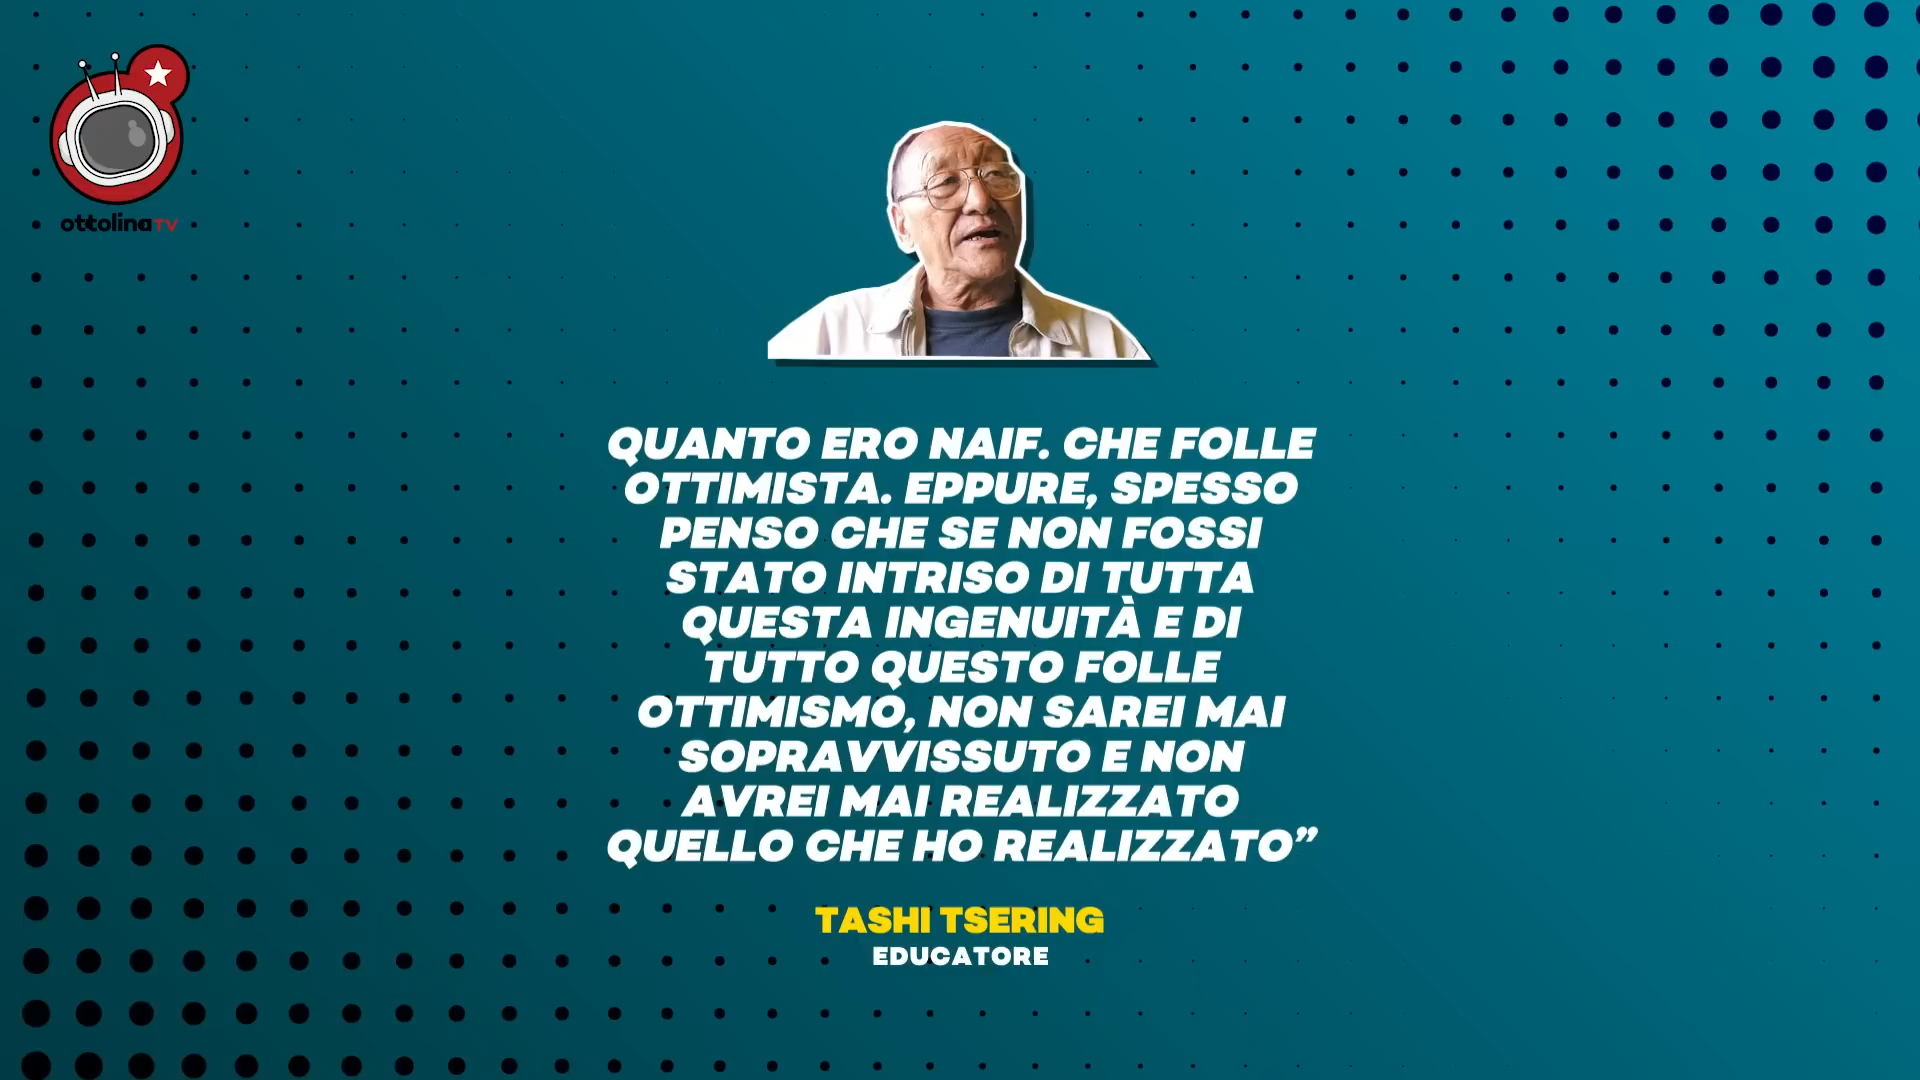 ottolinaTV
QUANTO ERO NAIF. CHE FOLLE
OTTIMISTA. EPPURE, SPESSO
PENSO CHE SE NON FOSSI
STATO INTRISO DI TUTTA
QUESTA INGENUITÀ E DI
TUTTO QUESTO FOLLE
OTTIMISMO, NON SAREI MAI
SOPRAVVISSUTO E NON
AVREI MAI REALIZZATO
QUELLO CHE HO REALIZZATO”
TASHI TSERING
EDUCATORE